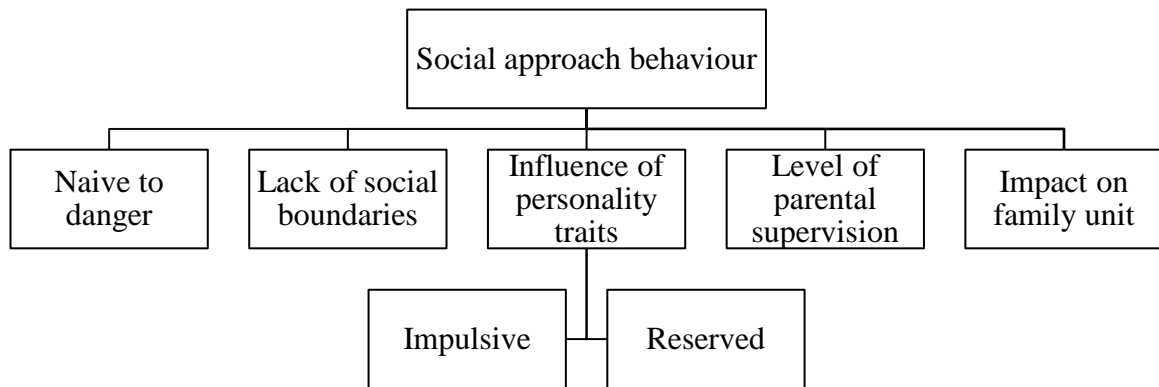 Social approach behaviour
Naive to
danger
Lack of social
boundaries
Influence of
personality
traits
Level of
parental
supervision
Impact on
family unit
Impulsive
Reserved